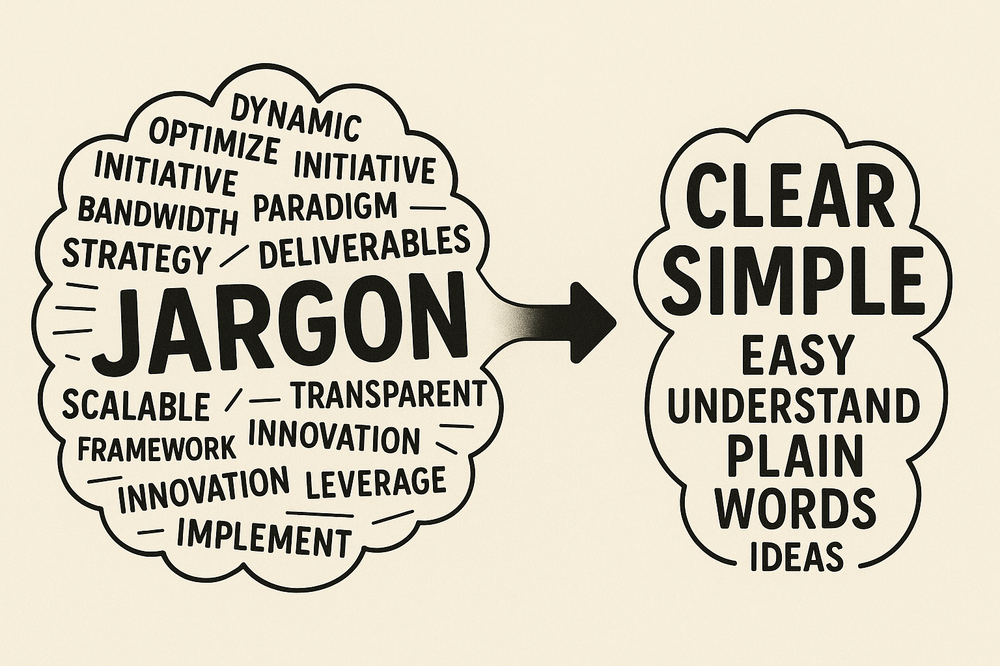 DYNAMIC
OPTIMIZE
INITIATIVE
INITIATIVE
BANDWIDTH
PARADIGM
STRATEGY
DELIVERABLES
JARGON
SCALABLE
TRANSPARENT
FRAMEWORK
INNOVATION
INNOVATION
LEVERAGE
IMPLEMENT
CLEAR
SIMPLE
EASY
UNDERSTAND
PLAIN
WORDS
IDEAS